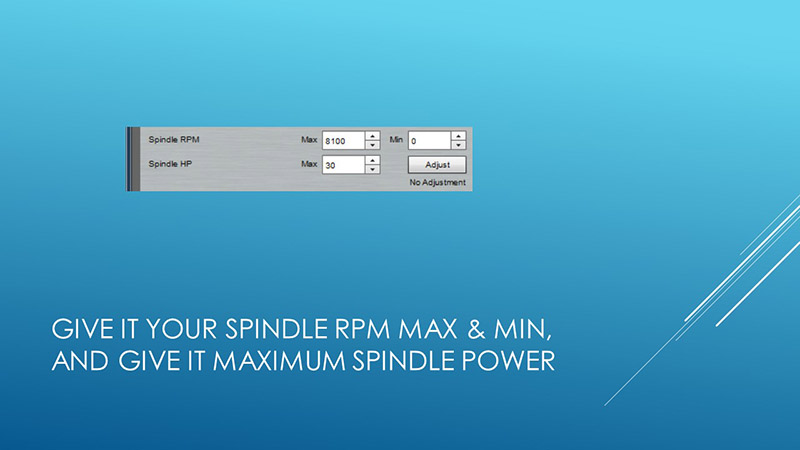 Spindle RPM Max 8100 Min 0
Spindle HP Max 30 Adjust
No Adjustment
GIVE IT YOUR SPINDLE RPM MAX & MIN,
AND GIVE IT MAXIMUM SPINDLE POWER